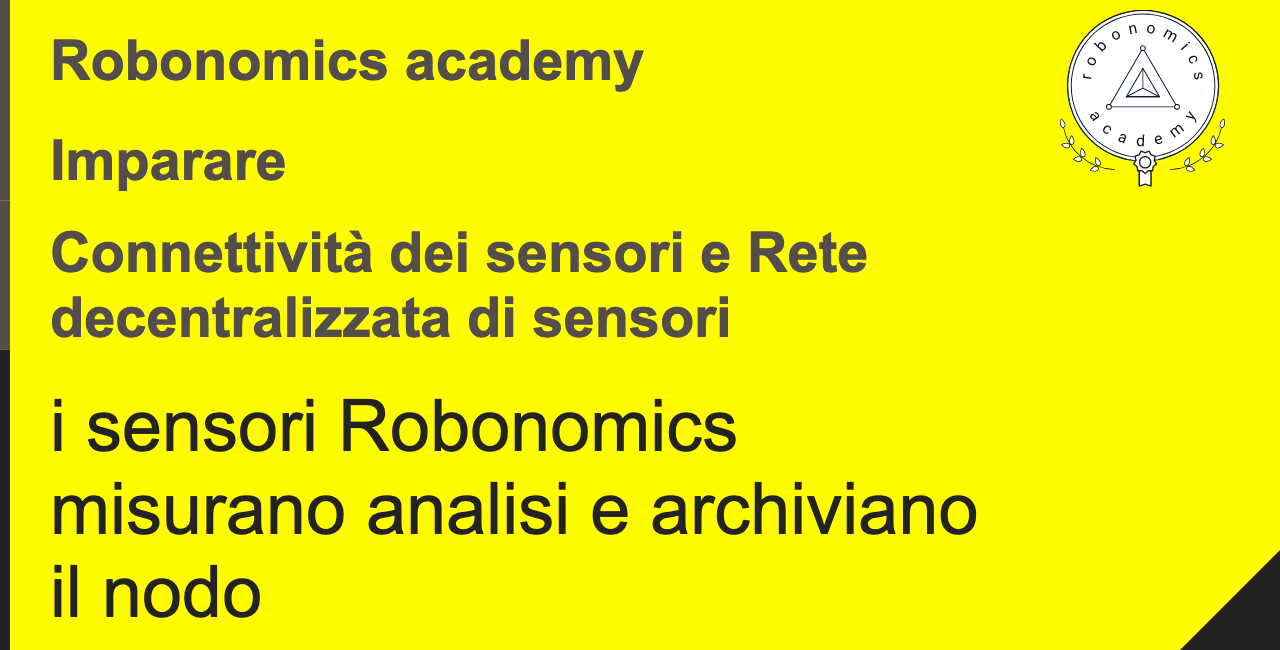 Robonomics academy
Imparare
Connettività dei sensori e Rete
decentralizzata di sensori
i sensori Robonomics
misurano analisi e archiviano
il nodo
robonomics
academy